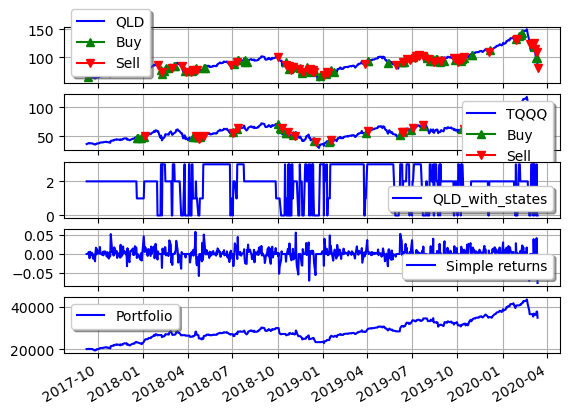 QLD
Buy
Sell
150
100
TQQQ
Buy
Sell
100
50
QLD_with_states
2
0
Simple returns
0.05
0.00
−0.05
Portfolio
40000
20000
2017-10
2018-01
2018-04
2018-07
2018-10
2019-01
2019-04
2019-07
2019-10
2020-01
2020-04